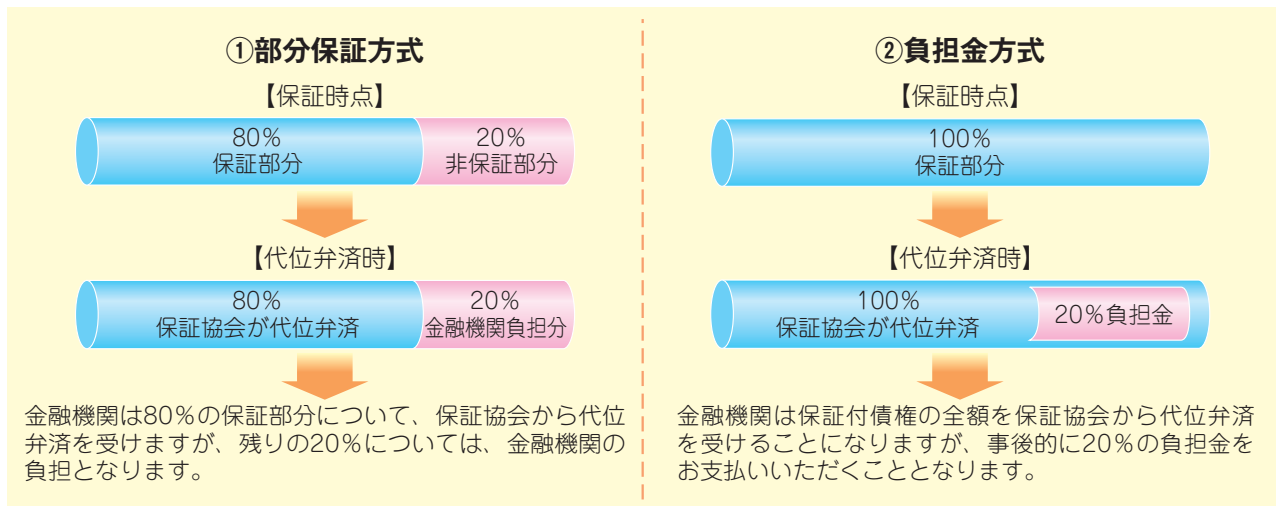 ①部分保証方式
【保証時点】
80%
保証部分
20%
非保証部分
【代位弁済時】
80%
保証協会が代位弁済
20%
金融機関負担分
金融機関は80%の保証部分について、保証協会から代位
弁済を受けますが、残りの20%については、金融機関の
負担となります。
②負担金方式
【保証時点】
100%
保証部分
【代位弁済時】
100%
保証協会が代位弁済
20%負担金
金融機関は保証付債権の全額を保証協会から代位弁済
を受けることになりますが、事後的に20%の負担金を
お支払いいただくこととなります。